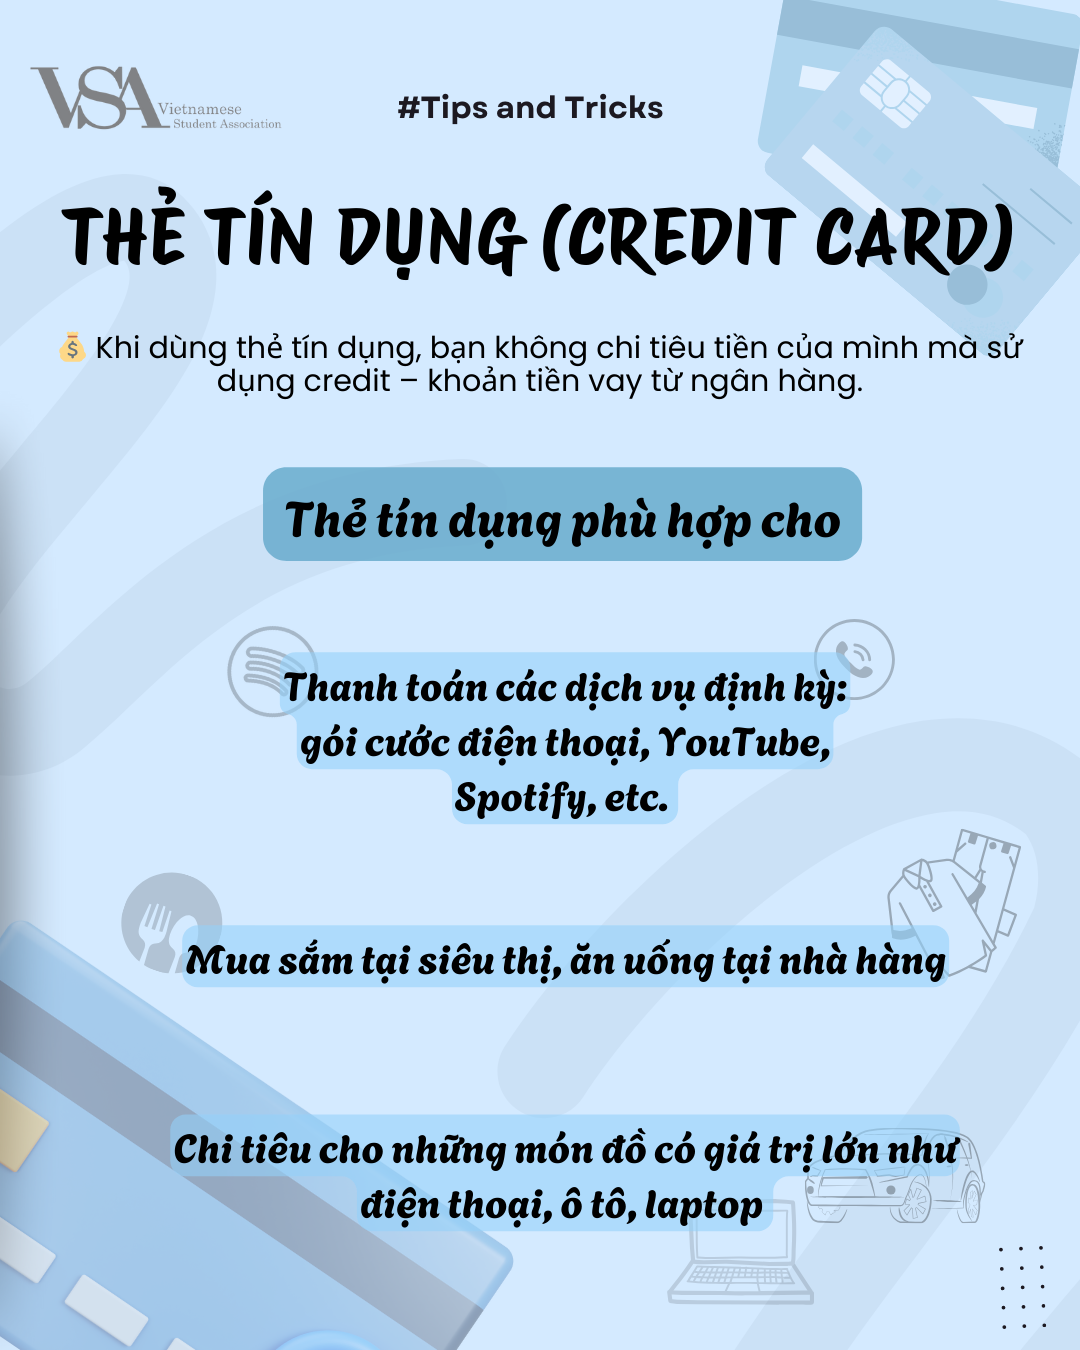 VSA Vietnamese
Student Association
#Tips and Tricks
THẺ TÍN DỤNG (CREDIT CARD)
💰 Khi dùng thẻ tín dụng, bạn không chi tiêu tiền của mình mà sử
dụng credit – khoản tiền vay từ ngân hàng.
Thẻ tín dụng phù hợp cho
Thanh toán các dịch vụ định kỳ:
gói cước điện thoại, YouTube,
Spotify, etc.
Mua sắm tại siêu thị, ăn uống tại nhà hàng
Chi tiêu cho những món đồ có giá trị lớn như
điện thoại, ô tô, laptop